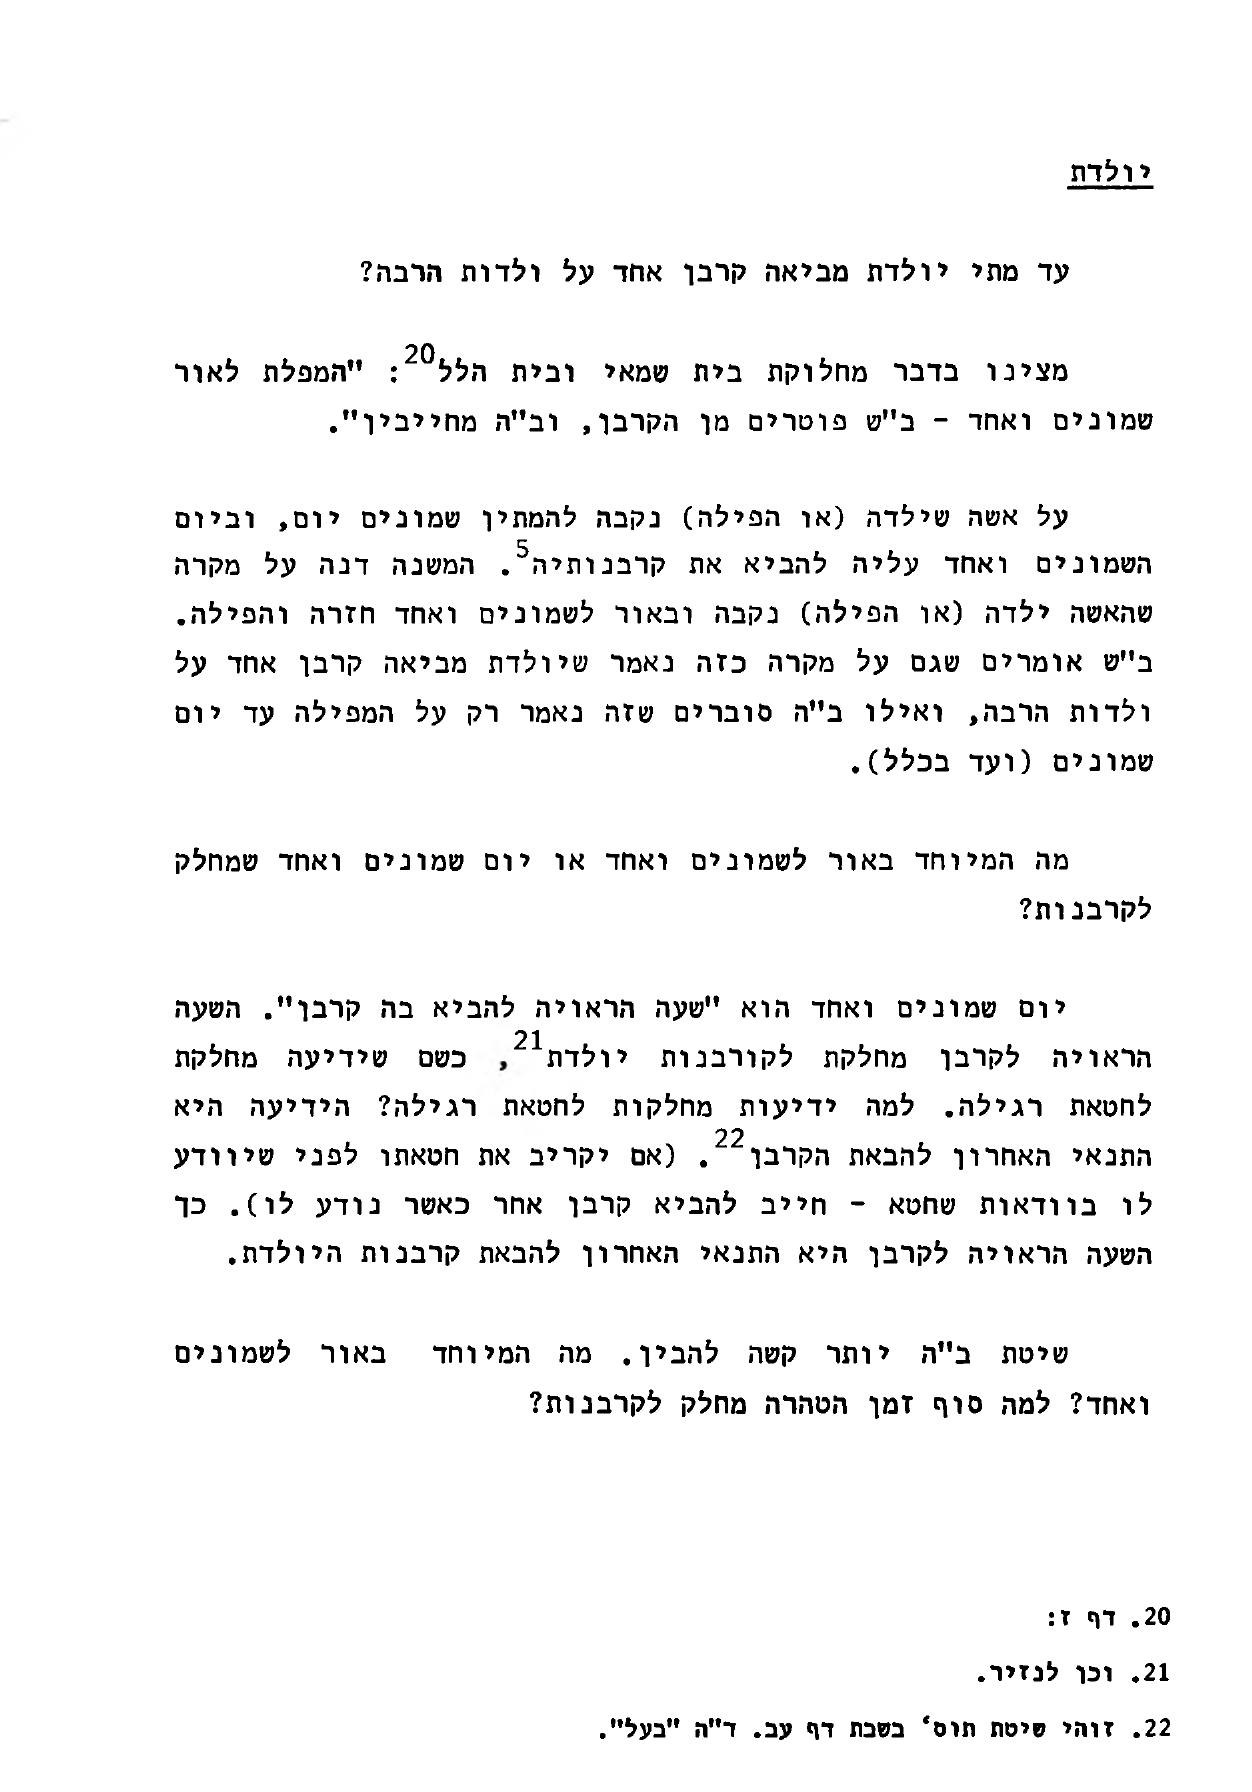 יולדת
עד מתי יולדת מביאה קרבן אחד על ולדות הרבה?
מצינו בדבר מחלוקת בית שמאי ובית הלל20: "המפלת לאור
שמונים ואחד - ב"ש פוטרים מן הקרבן, וב"ה מחייבין".
על אשה שילדה (או הפילה) נקבה להמתין שמונים יום, וביום
השמונים ואחד עליה להביא את קרבנותיה5. המשנה דנה על מקרה
שהאשה ילדה (או הפילה) נקבה ובאור לשמונים ואחד חזרה והפילה.
ב"ש אומרים שגם על מקרה כזה נאמר שיולדת מביאה קרבן אחד על
ולדות הרבה, ואילו ב"ה סוברים שזה נאמר רק על המפילה עד יום
שמונים (ועד בכלל).
מה המיוחד באור לשמונים ואחד או יום שמונים ואחד שמחלק
לקרבנות?
יום שמונים ואחד הוא "שעה הראויה להביא בה קרבן". השעה
הראויה לקרבן מחלקת לקורבנות יולדת21, כשם שידיעה מחלקת
לחטאת רגילה. למה ידיעות מחלקות לחטאת רגילה? הידיעה היא
התנאי האחרון להבאת הקרבן22. (אם יקריב את חטאתו לפני שיוודע
לו בוודאות שחטא - חייב להביא קרבן אחר כאשר נודע לו). כך
השעה הראויה לקרבן היא התנאי האחרון להבאת קרבנות היולדת.
שיטת ב"ה יותר קשה להבין. מה המיוחד באור לשמונים
ואחד? למה סוף זמן הטהרה מחלק לקרבנות?
20. דף ז:
21. וכן לנזיר.
22. זוהי שיטת תוס' בשבת דף עב. ד"ה "בעל".